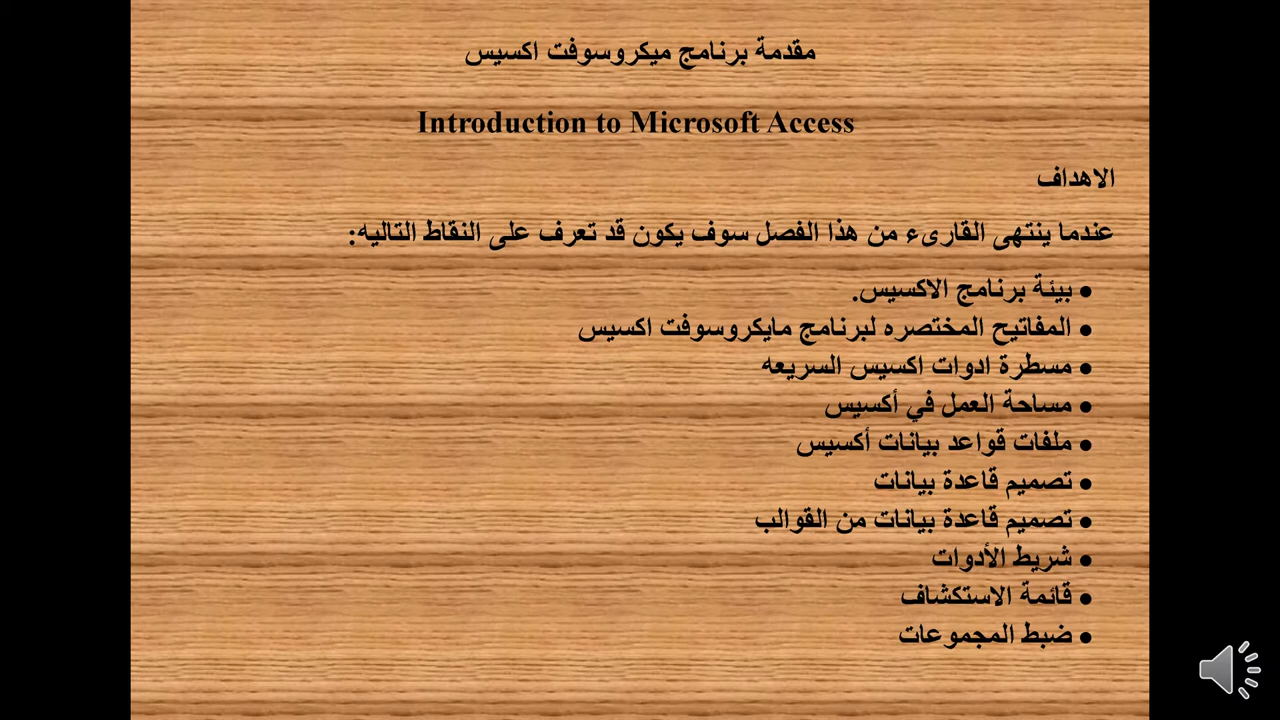 مقدمة برنامج ميكروسوفت اكسيس
Introduction to Microsoft Access
الاهداف
عندما ينتهى القارىء من هذا الفصل سوف يكون قد تعرف على النقاط التاليه:
• بيئة برنامج الاكسيس.
• المفاتيح المختصره لبرنامج مايكروسوفت اكسيس
• مسطرة ادوات اكسيس السريعه
• مساحة العمل في أكسيس
• ملفات قواعد بيانات أكسيس
• تصميم قاعدة بيانات
• تصميم قاعدة بيانات من القوالب
• شريط الأدوات
• قائمة الاستكشاف
• ضبط المجموعات